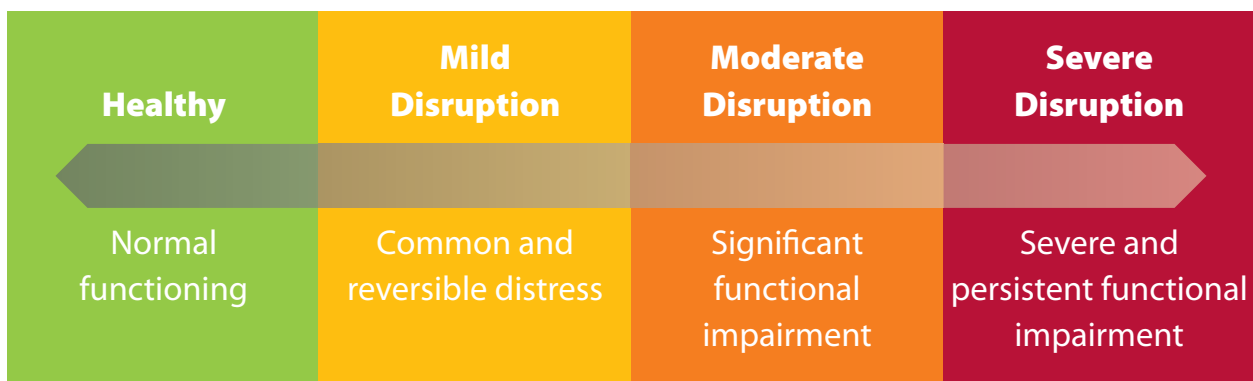 Healthy
Normal
functioning
Mild
Disruption
Common and
reversible distress
Moderate
Disruption
Significant
functional
impairment
Severe
Disruption
Severe and
persistent functional
impairment